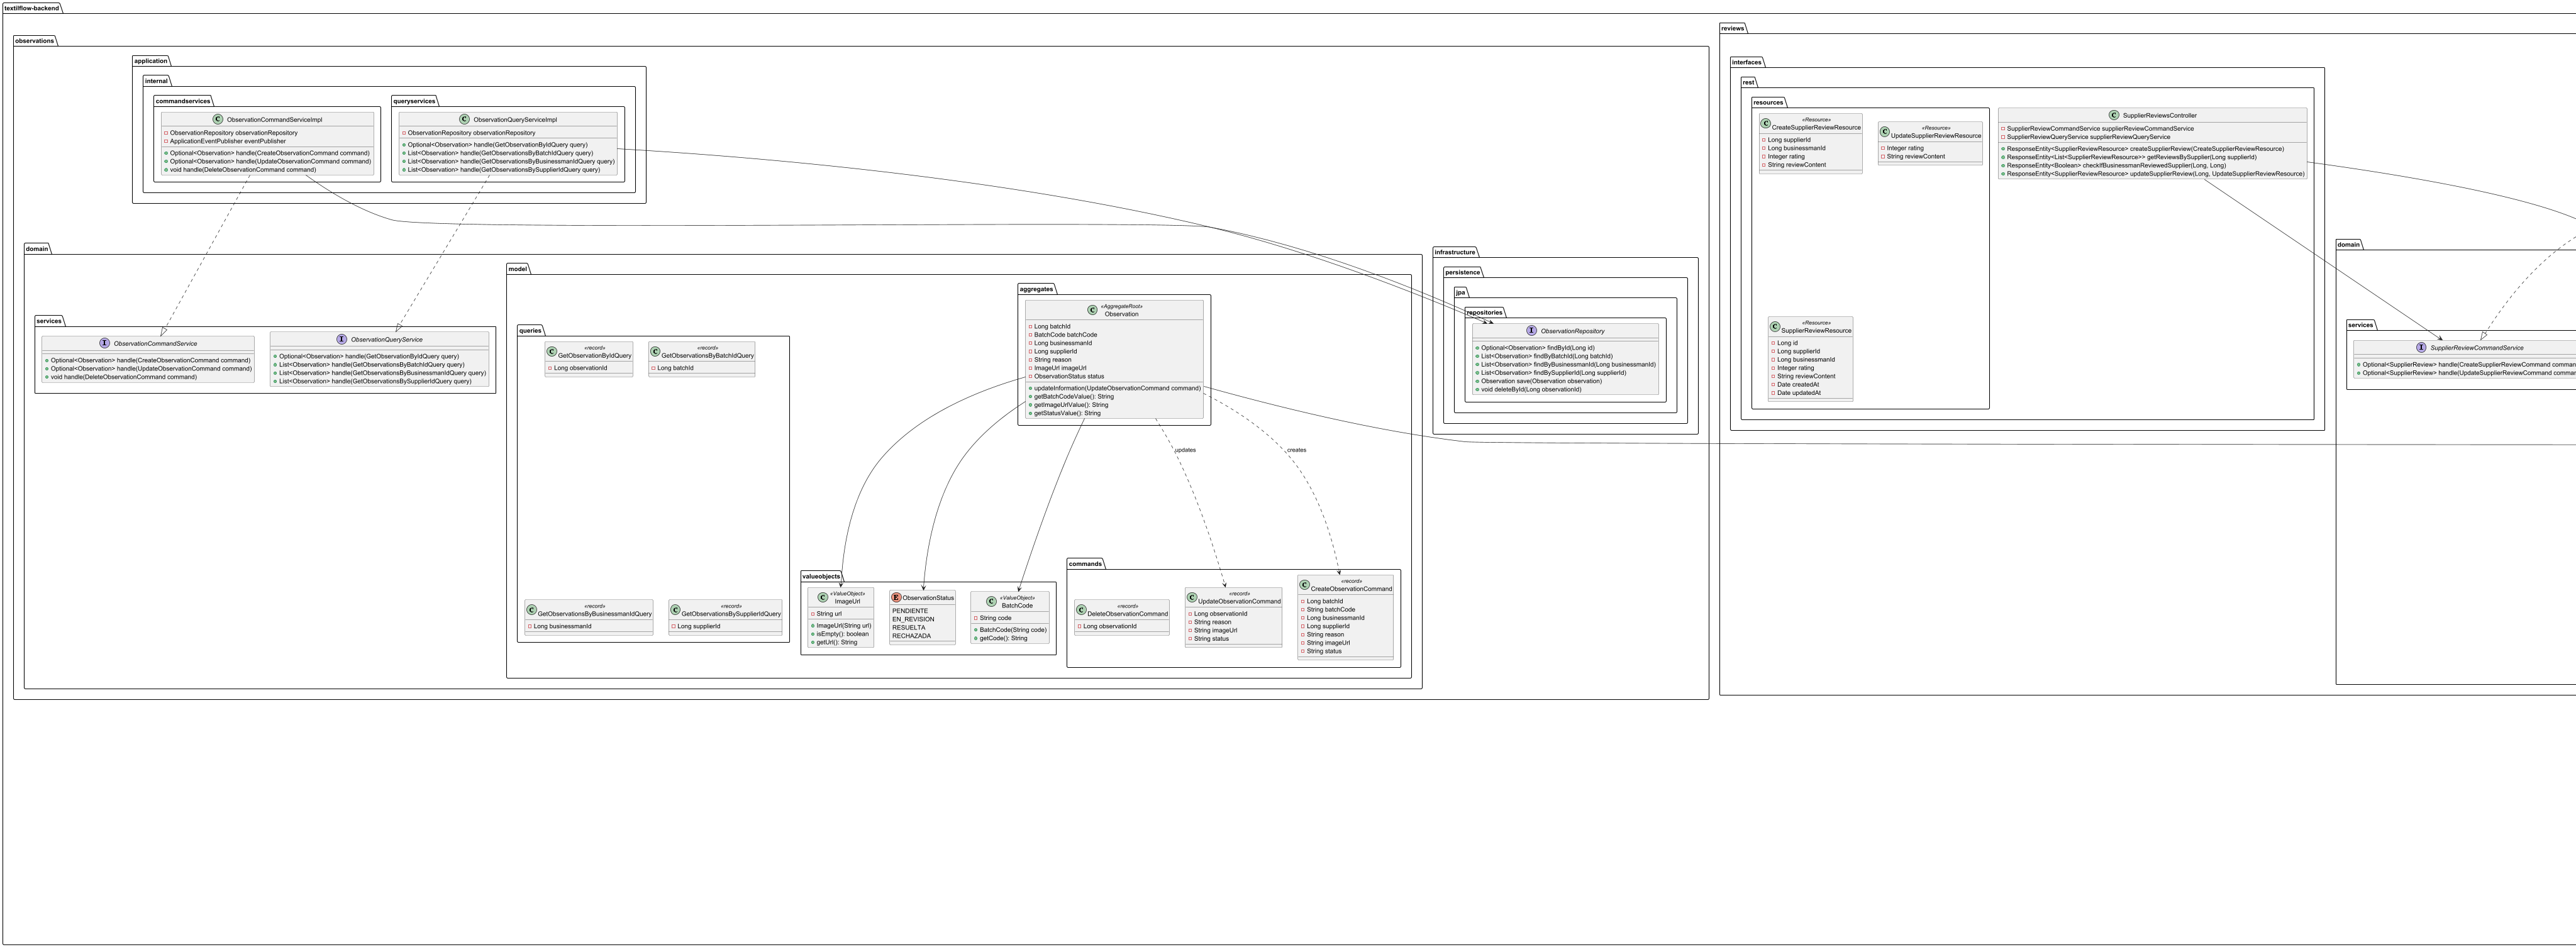 textilflow-backend
observations
application
internal
commandservices
ObservationCommandServiceImpl
ObservationRepository observationRepository
ApplicationEventPublisher eventPublisher
Optional<Observation> handle(CreateObservationCommand command)
Optional<Observation> handle(UpdateObservationCommand command)
void handle(DeleteObservationCommand command)
queryservices
ObservationQueryServiceImpl
ObservationRepository observationRepository
Optional<Observation> handle(GetObservationByIdQuery query)
List<Observation> handle(GetObservationsByBatchIdQuery query)
List<Observation> handle(GetObservationsByBusinessmanIdQuery query)
List<Observation> handle(GetObservationsBySupplierIdQuery query)
domain
services
ObservationCommandService
Optional<Observation> handle(CreateObservationCommand command)
Optional<Observation> handle(UpdateObservationCommand command)
void handle(DeleteObservationCommand command)
ObservationQueryService
Optional<Observation> handle(GetObservationByIdQuery query)
List<Observation> handle(GetObservationsByBatchIdQuery query)
List<Observation> handle(GetObservationsByBusinessmanIdQuery query)
List<Observation> handle(GetObservationsBySupplierIdQuery query)
model
queries
«record»
GetObservationByIdQuery
Long observationId
«record»
GetObservationsByBatchIdQuery
Long batchId
«record»
GetObservationsByBusinessmanIdQuery
Long businessmanId
«record»
GetObservationsBySupplierIdQuery
Long supplierId
aggregates
«AggregateRoot»
Observation
Long batchId
BatchCode batchCode
Long businessmanId
Long supplierId
String reason
ImageUrl imageUrl
ObservationStatus status
updateInformation(UpdateObservationCommand command)
getBatchCodeValue(): String
getImageUrlValue(): String
getStatusValue(): String
updates
creates
valueobjects
«ValueObject»
ImageUrl
String url
ImageUrl(String url)
isEmpty(): boolean
getUrl(): String
ObservationStatus
PENDIENTE
EN_REVISION
RESUELTA
RECHAZADA
«ValueObject»
BatchCode
String code
BatchCode(String code)
getCode(): String
commands
«record»
DeleteObservationCommand
Long observationId
«record»
UpdateObservationCommand
Long observationId
String reason
String imageUrl
String status
«record»
CreateObservationCommand
Long batchId
String batchCode
Long businessmanId
Long supplierId
String reason
String imageUrl
String status
infrastructure
persistence
jpa
repositories
ObservationRepository
Optional<Observation> findById(Long id)
List<Observation> findByBatchId(Long batchId)
List<Observation> findByBusinessmanId(Long businessmanId)
List<Observation> findBySupplierId(Long supplierId)
Observation save(Observation observation)
void deleteById(Long observationId)
reviews
interfaces
rest
resources
«Resource»
CreateSupplierReviewResource
Long supplierId
Long businessmanId
Integer rating
String reviewContent
«Resource»
UpdateSupplierReviewResource
Integer rating
String reviewContent
«Resource»
SupplierReviewResource
Long id
Long supplierId
Long businessmanId
Integer rating
String reviewContent
Date createdAt
Date updatedAt
SupplierReviewsController
SupplierReviewCommandService supplierReviewCommandService
SupplierReviewQueryService supplierReviewQueryService
ResponseEntity<SupplierReviewResource> createSupplierReview(CreateSupplierReviewResource)
ResponseEntity<List<SupplierReviewResource>> getReviewsBySupplier(Long supplierId)
ResponseEntity<Boolean> checkIfBusinessmanReviewedSupplier(Long, Long)
ResponseEntity<SupplierReviewResource> updateSupplierReview(Long, UpdateSupplierReviewResource)
domain
services
SupplierReviewCommandService
Optional<SupplierReview> handle(CreateSupplierReviewCommand
Optional<SupplierReview> handle(UpdateSupplierReviewCommand